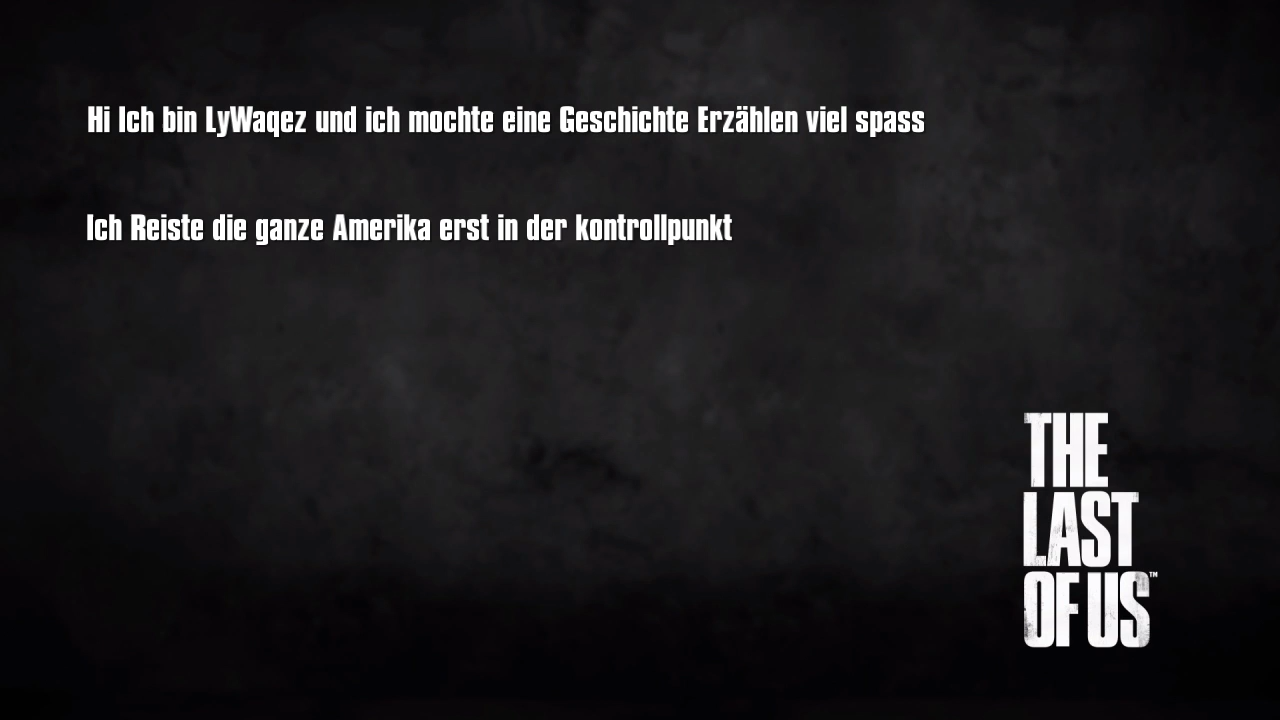 Hi Ich bin LyWaqez und ich mochte eine Geschichte Erzählen viel spass
Ich Reiste die ganze Amerika erst in der kontrollpunkt
THE
LAST
OF US™